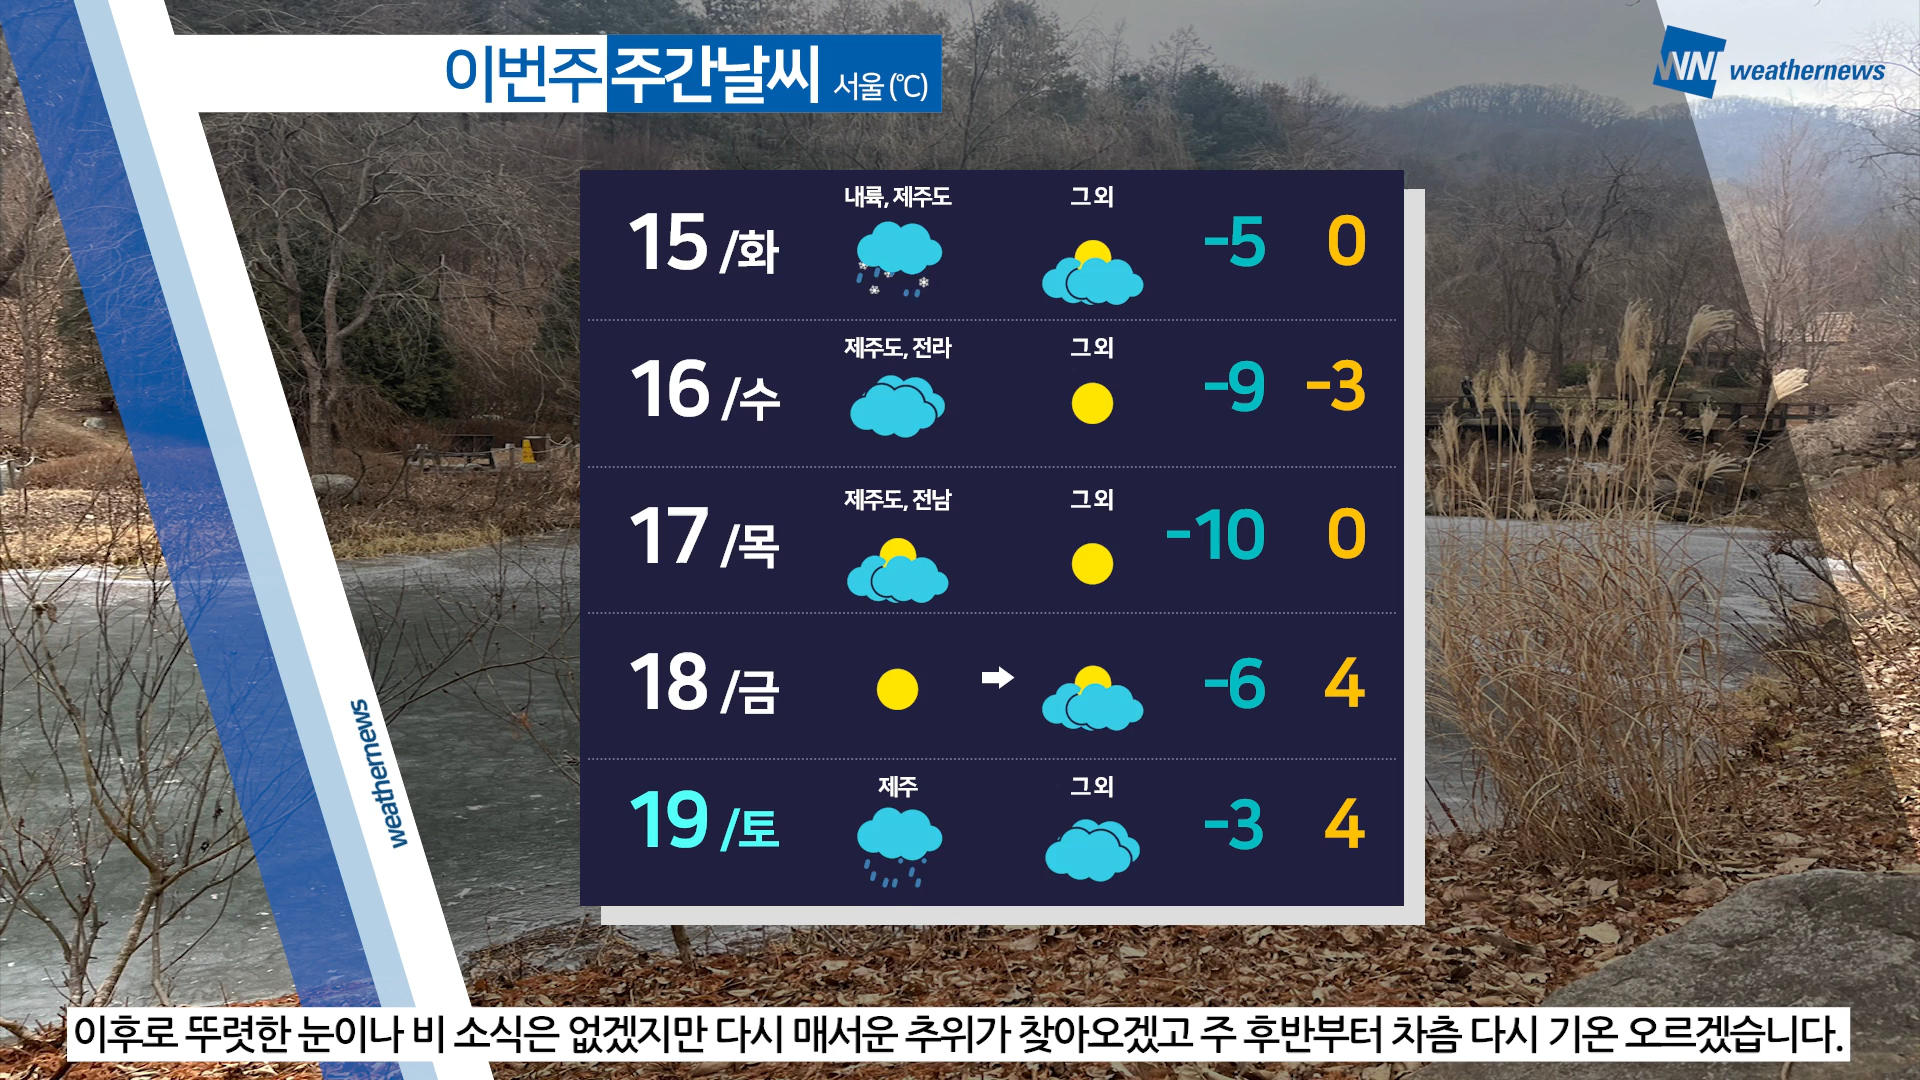 이번주 주간날씨 서울 (℃)
weathernews
내륙, 제주도 그 외
15 /화 -5 0
제주도, 전라 그 외
16 /수 -9 -3
제주도, 전남 그 외
17 /목 -10 0
18 /금 -6 4
제주 그 외
19 /토 -3 4
weathernews
이후로 뚜렷한 눈이나 비 소식은 없겠지만 다시 매서운 추위가 찾아오겠고 주 후반부터 차츰 다시 기온 오르겠습니다.